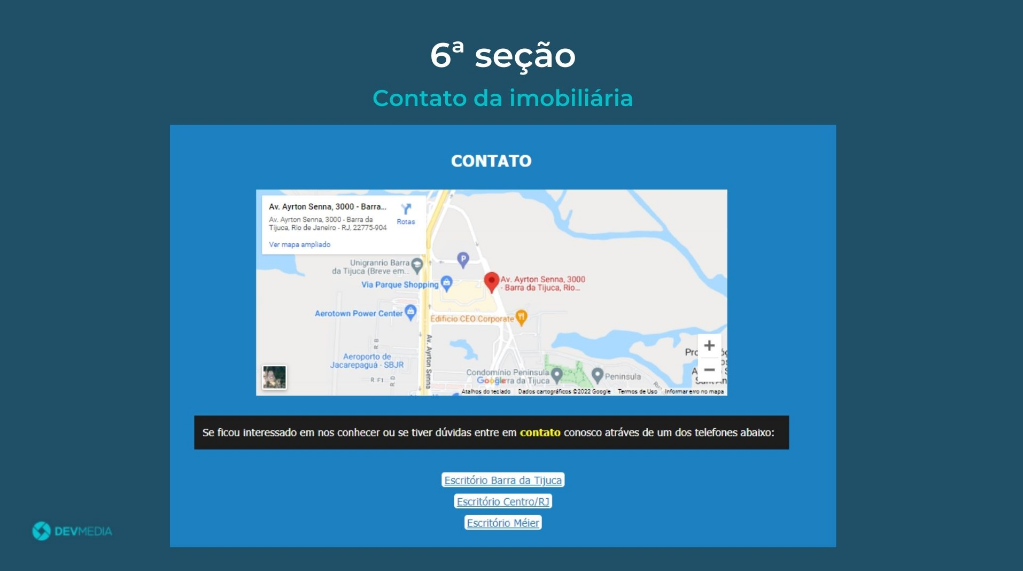 6ª seção
Contato da imobiliária
CONTATO
Av. Ayrton Senna, 3000 - Barra...
Av. Ayrton Senna, 3000 - Barra da
Tijuca, Rio de Janeiro - RJ, 22775-904
Rotas
Ver mapa ampliado
Unigranrio Barra
da Tijuca (Breve em...
P
Via Parque Shopping
Av. Ayrton Senna, 3000
- Barra da Tijuca, Rio...
Aerotown Power Center
Edifício CEO Corporate
Av. Ayrton Senna
Aeroporto de
Jacarepaguá - SBJR
Condomínio Península
Barra da Tijuca
Google
Península
Atalhos do teclado
Dados cartográficos ©2022 Google
Termos de Uso
Informar erro no mapa
Se ficou interessado em nos conhecer ou se tiver dúvidas entre em contato conosco atráves de um dos telefones abaixo:
Escritório Barra da Tijuca
Escritório Centro/RJ
Escritório Méier
DEVMEDIA